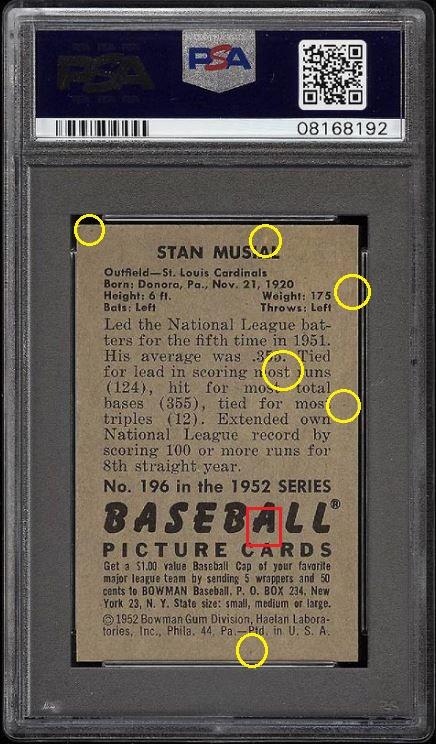 PSA
PSA
08168192
STAN MUSIAL
Outfield—St. Louis Cardinals
Born: Donora, Pa., Nov. 21, 1920
Height: 6 ft. Weight: 175
Bats: Left Throws: Left
Led the National League bat-
ters for the fifth time in 1951.
His average was .355. Tied
for lead in scoring most runs
(124), hit for most total
bases (355), tied for most
triples (12). Extended own
National League record by
scoring 100 or more runs for
8th straight year.
No. 196 in the 1952 SERIES
BASEBALL®
PICTURE CARDS
Get a $1.00 value Baseball Cap of your favorite
major league team by sending 5 wrappers and 50
cents to BOWMAN Baseball, P. O. BOX 234, New
York 23, N. Y. State size: small, medium or large.
©1952 Bowman Gum Division, Haelan Labora-
tories, Inc., Phila. 44, Pa.—Ptd. in U. S. A.